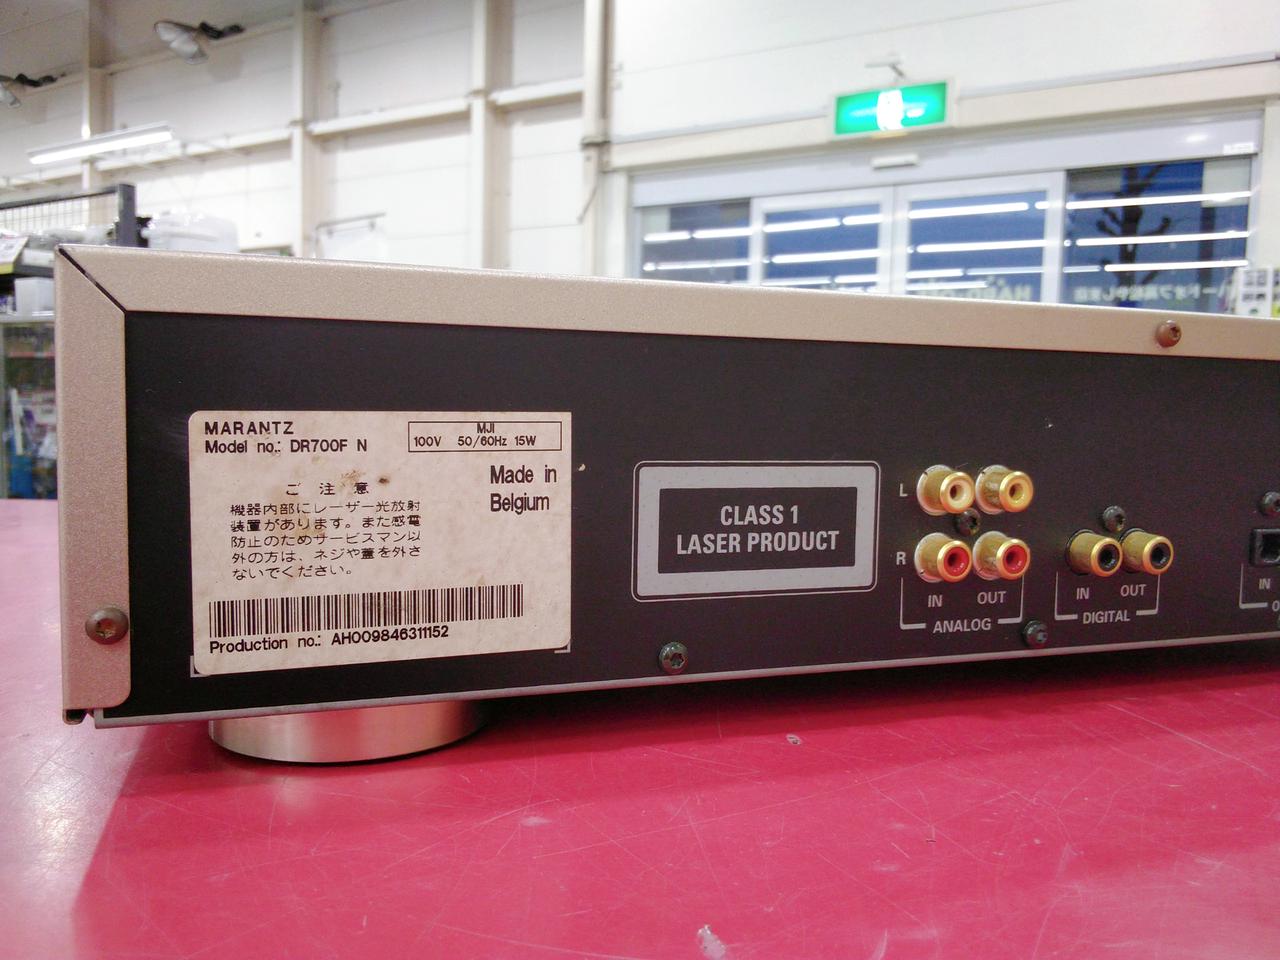 MARANTZ
Model no.: DR700F N
MJI
100V 50/60Hz 15W
Made in
Belgium
ご注意
機器内部にレーザー光放射
装置があります。また感電
防止のためサービスマン以
外の方は、ネジや蓋を外さ
ないでください。
Production no.: AH009846311152
CLASS 1
LASER PRODUCT
L
R
IN OUT
ANALOG
IN OUT
DIGITAL
IN